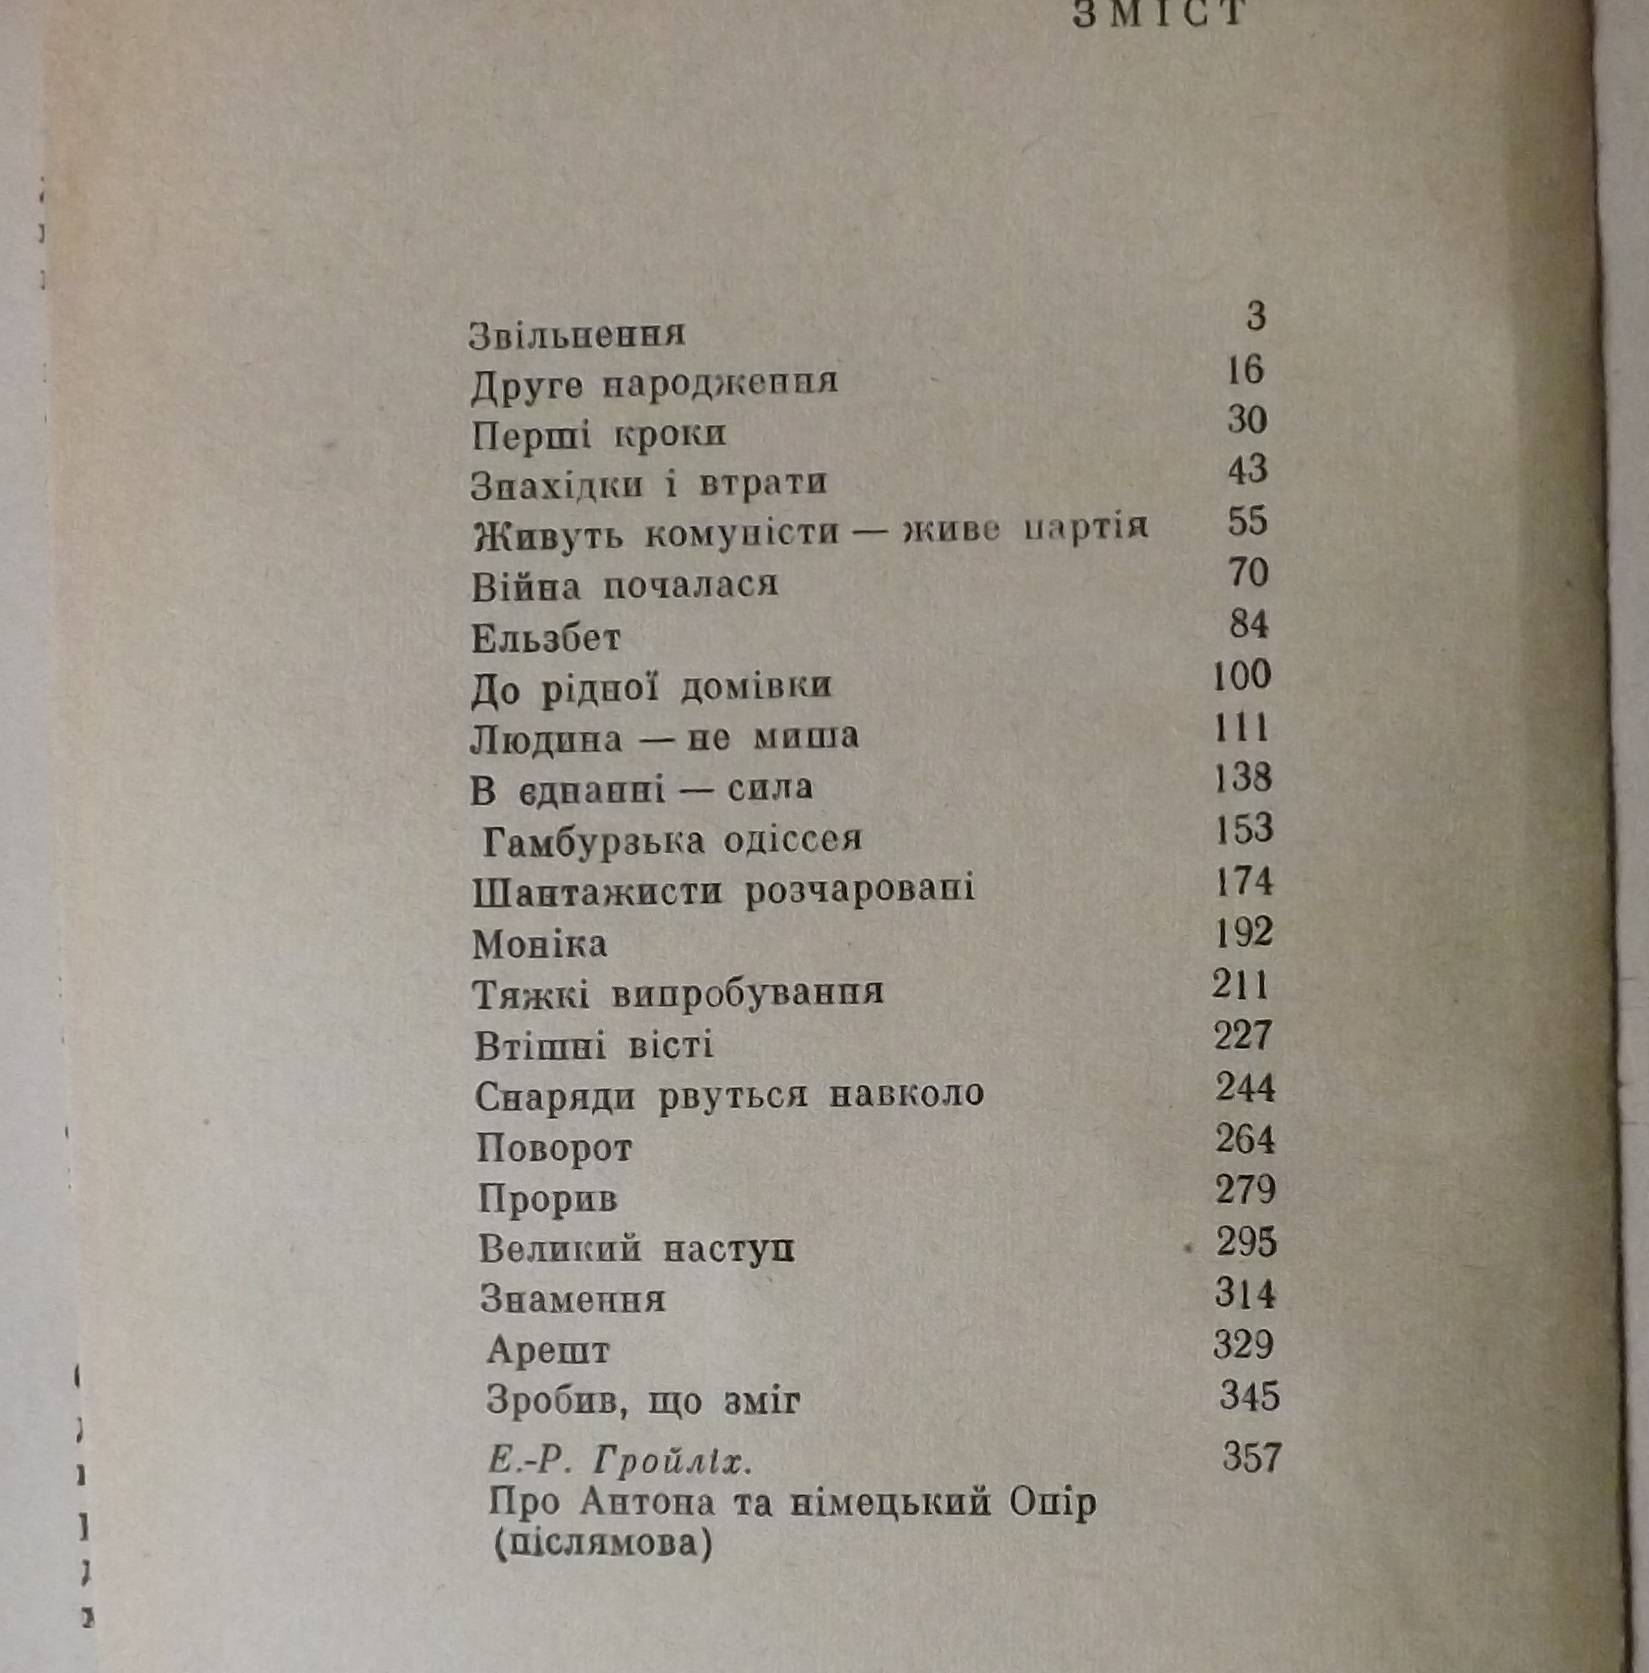 ЗМІСТ
Звільнення 3
Друге народження 16
Перші кроки 30
Знахідки і втрати 43
Живуть комуністи — живе партія 55
Війна почалася 70
Ельзбет 84
До рідної домівки 100
Людина — не миша 111
В єднанні — сила 138
Гамбурзька одіссея 153
Шантажисти розчаровані 174
Моніка 192
Тяжкі випробування 211
Втішні вісті 227
Снаряди рвуться навколо 244
Поворот 264
Прорив 279
Великий наступ 295
Знамення 314
Арешт 329
Зробив, що зміг 345
Е.-Р. Гройліх. 357
Про Антона та німецький Опір
(післямова)